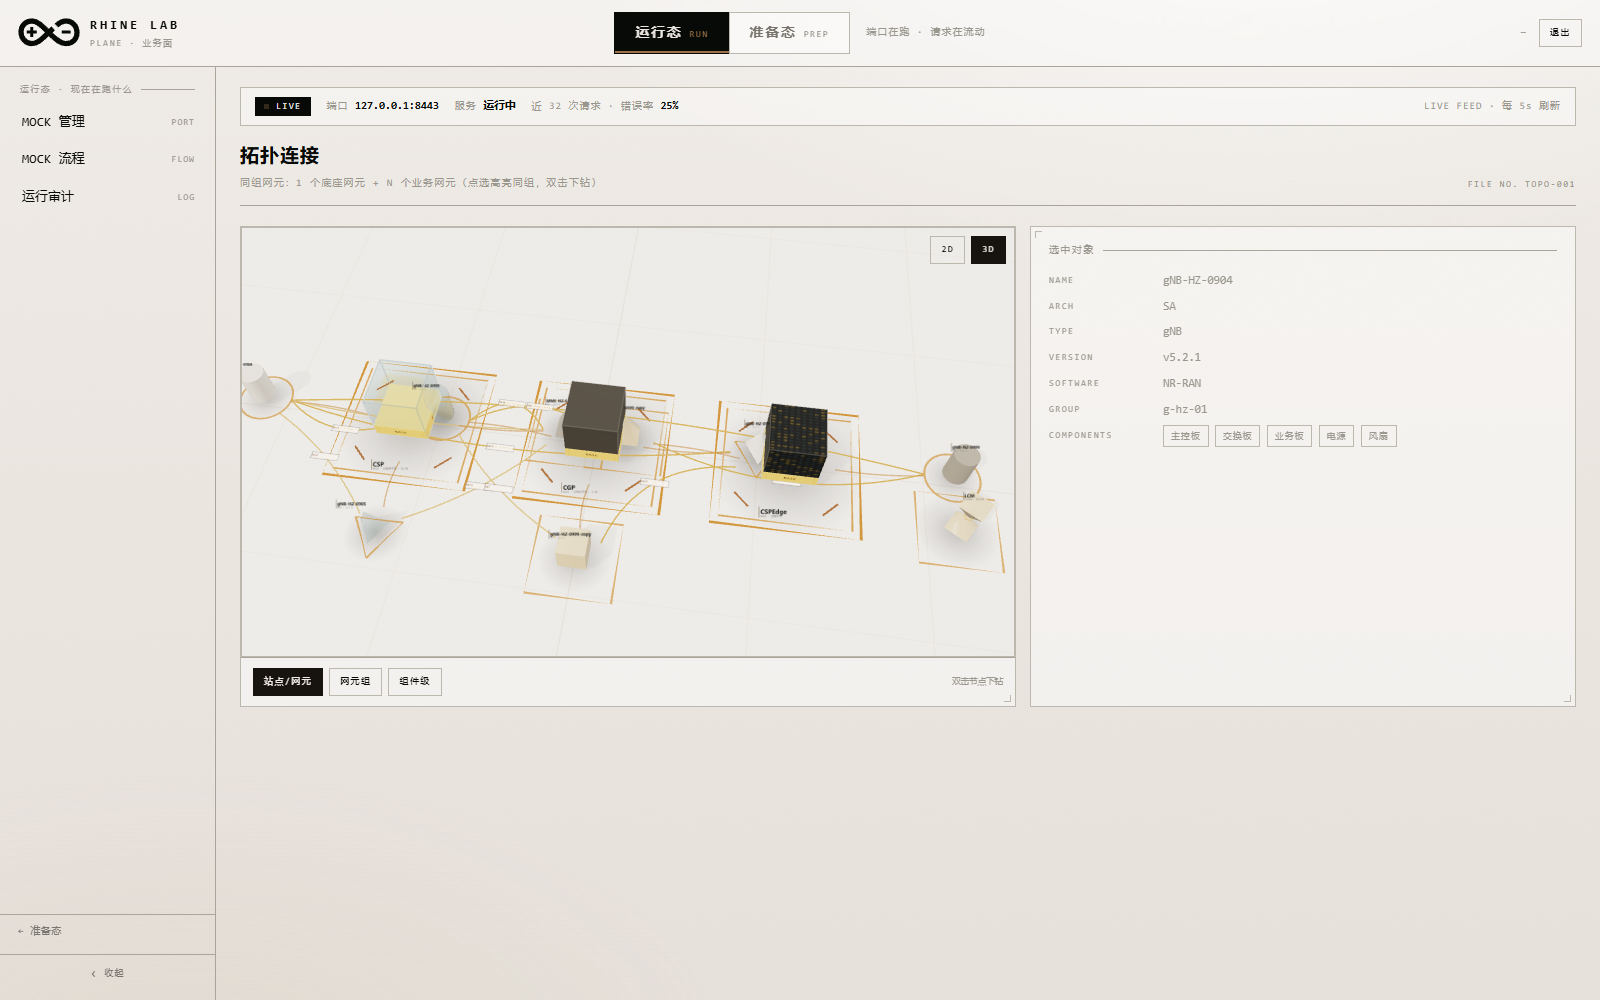 RHINE LAB
PLANE · 业务面
运行态 RUN
准备态 PREP
端口在跑 · 请求在流动
—
退出
运行态 · 现在在跑什么
MOCK 管理 PORT
MOCK 流程 FLOW
运行审计 LOG
LIVE
端口 127.0.0.1:8443 服务 运行中 近 32 次请求 · 错误率 25%
LIVE FEED · 每 5s 刷新
拓扑连接
同组网元: 1 个底座网元 + N 个业务网元 (点选高亮同组, 双击下钻)
FILE NO. TOPO-001
2D
3D
CSP
CGP
CSPEdge
LCM
gNB-HZ-0904-copy
站点/网元
网元组
组件级
双击节点下钻
选中对象
NAME gNB-HZ-0904
ARCH SA
TYPE gNB
VERSION v5.2.1
SOFTWARE NR-RAN
GROUP g-hz-01
COMPONENTS 主控板 交换板 业务板 电源 风扇
← 准备态
‹ 收起